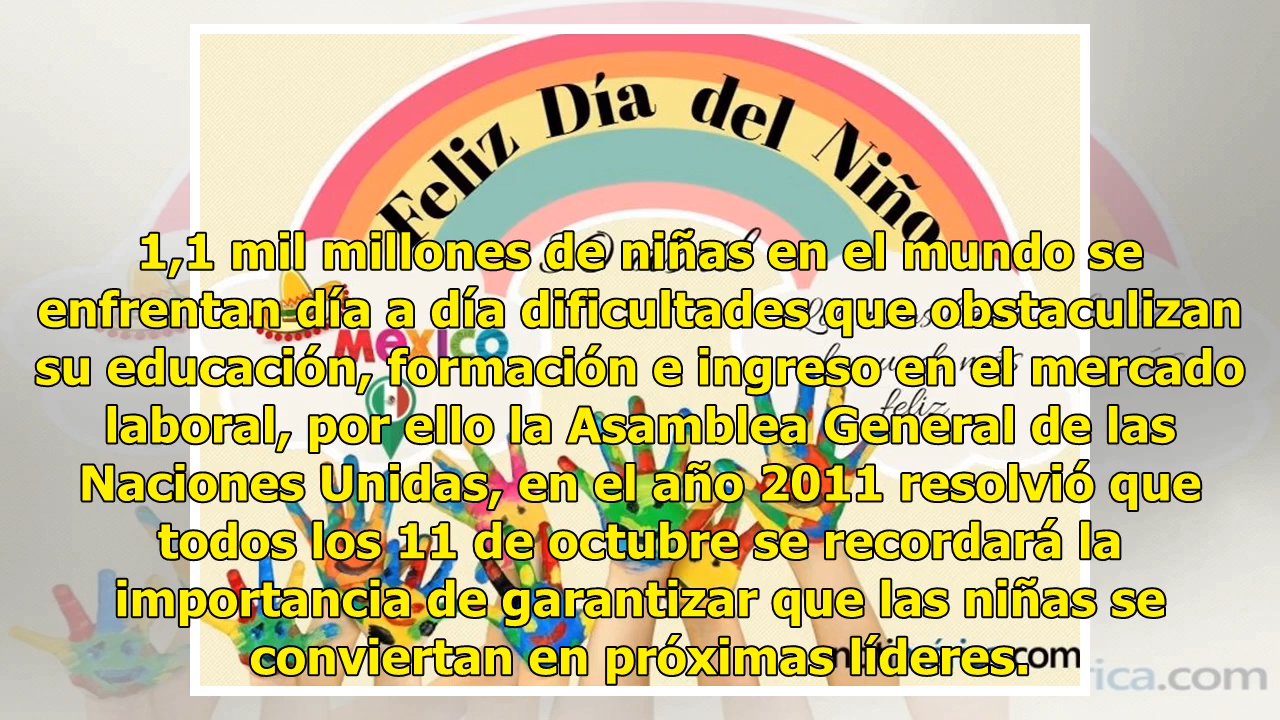 Feliz Día del Niño
1,1 mil millones de niñas en el mundo se
enfrentan día a día dificultades que obstaculizan
méxico
su educación, formación e ingreso en el mercado
feliz
laboral, por ello la Asamblea General de las
Naciones Unidas, en el año 2011 resolvió que
todos los 11 de octubre se recordará la
importancia de garantizar que las niñas se
conviertan en próximas líderes.